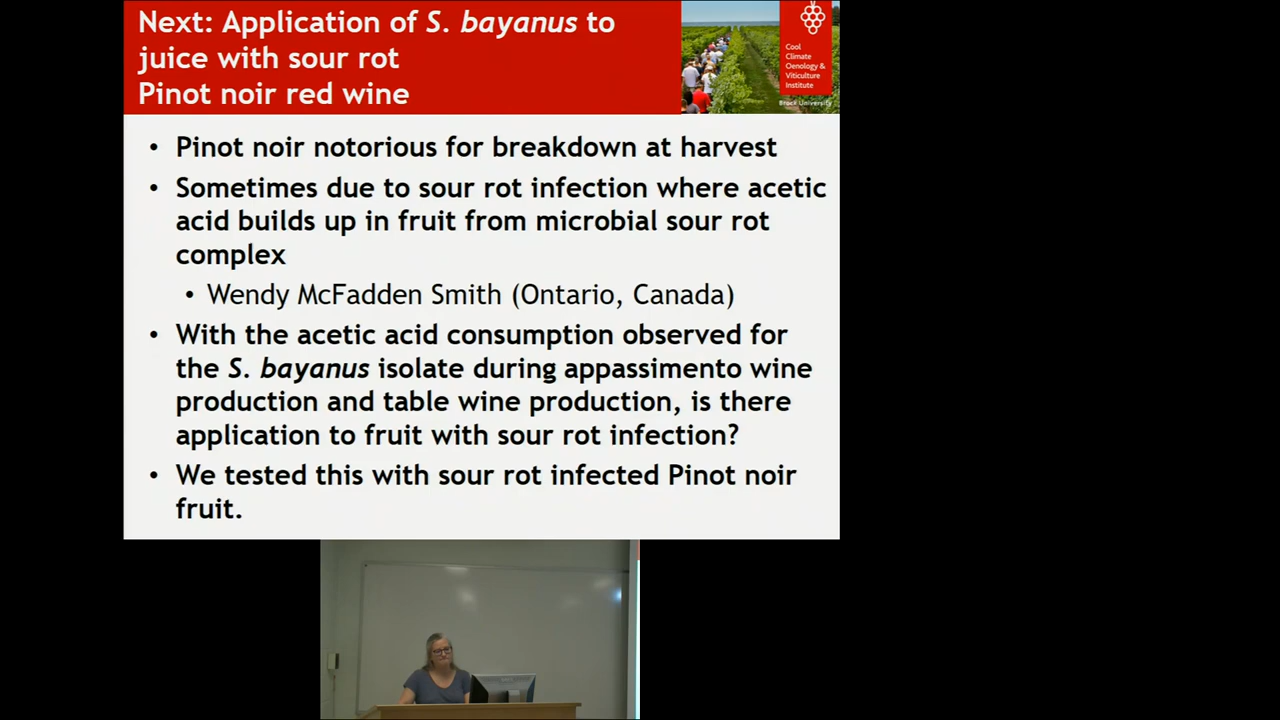 Next: Application of S. bayanus to
juice with sour rot
Pinot noir red wine
Cool
Climate
Oenology &
Viticulture
Institute
Brock University
• Pinot noir notorious for breakdown at harvest
• Sometimes due to sour rot infection where acetic
acid builds up in fruit from microbial sour rot
complex
• Wendy McFadden Smith (Ontario, Canada)
• With the acetic acid consumption observed for
the S. bayanus isolate during appassimento wine
production and table wine production, is there
application to fruit with sour rot infection?
• We tested this with sour rot infected Pinot noir
fruit.